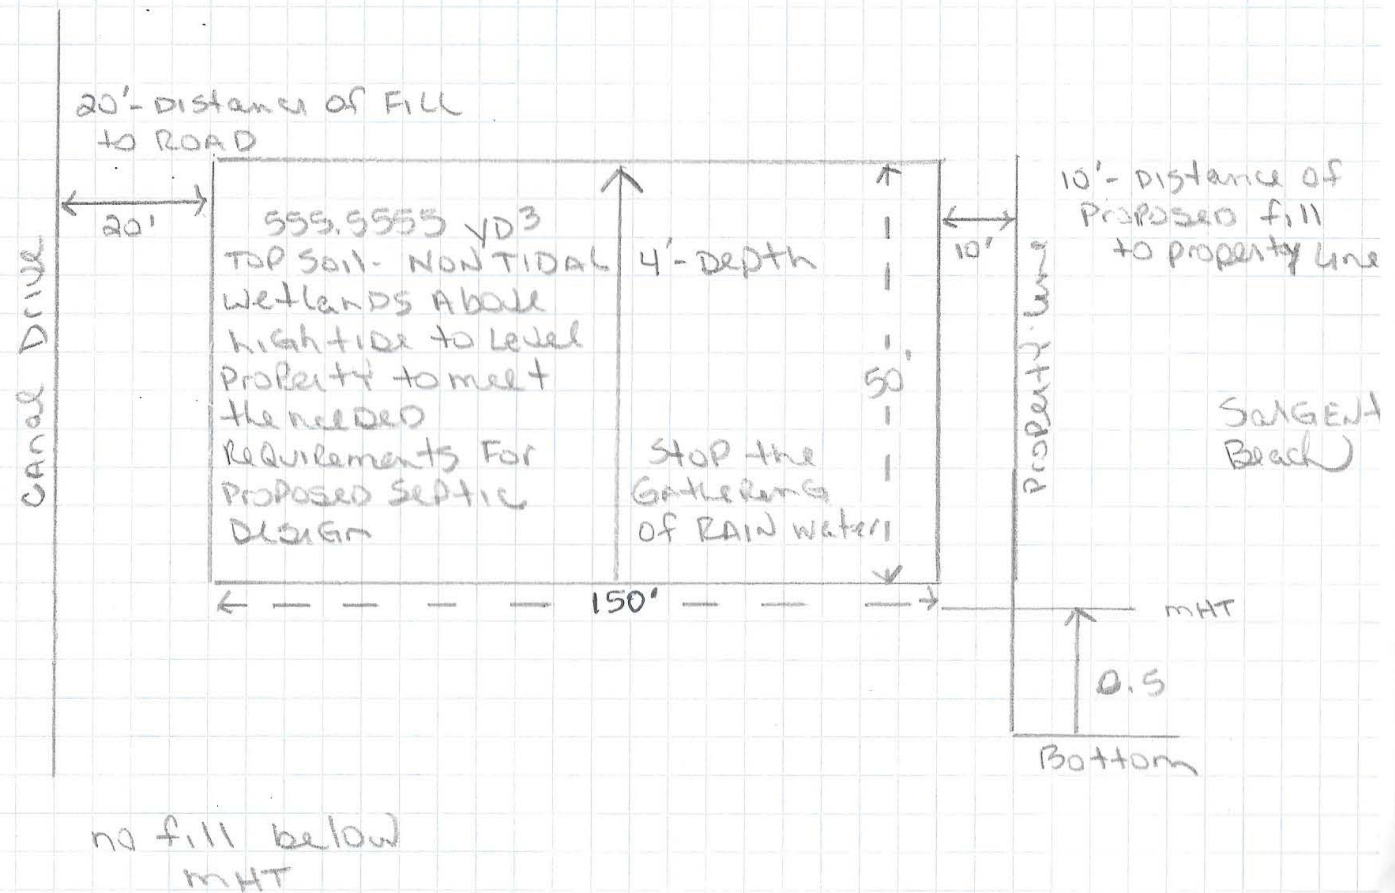 20'- Distance of Fill
to ROAD
20'
Canal Drive
555.5555 YD³
Top Soil- NON TIDAL
Wetlands Above
high tide to Level
Property to meet
the needed
Requirements For
Proposed Septic
Design
4'- Depth
Stop the
Gathering
of RAIN water
50'
150'
10'
Property Line
10'- Distance of
Proposed fill
to property Line
SARGENT
Beach
MHT
0.5
Bottom
no fill below
MHT